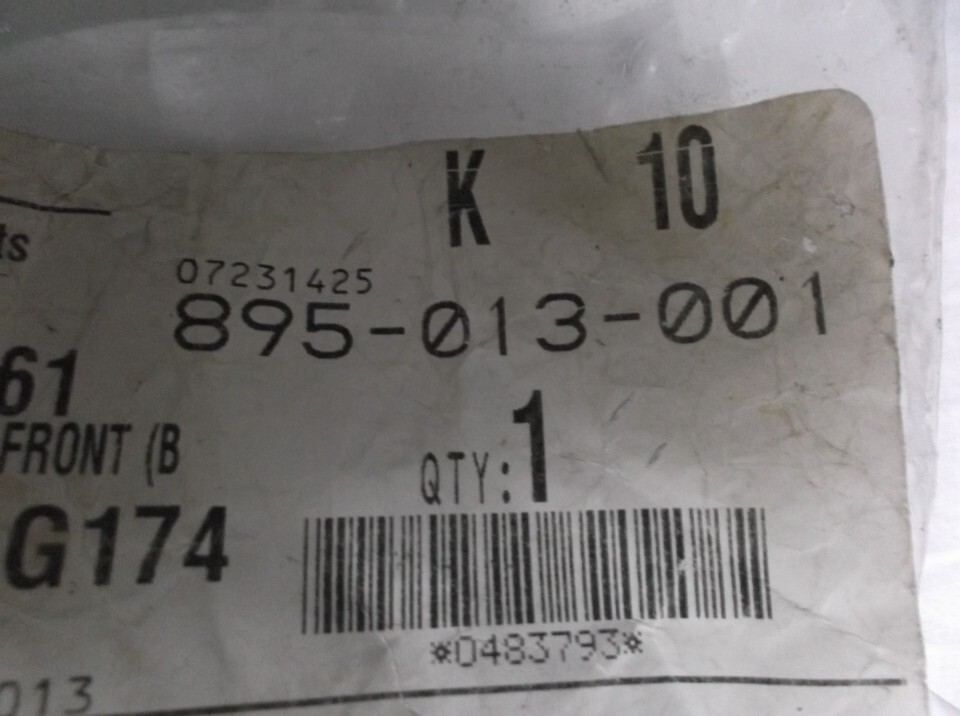 K 10
ts
07231425
895-013-001
61
FRONT (B
QTY:1
G174
*0483793*
013